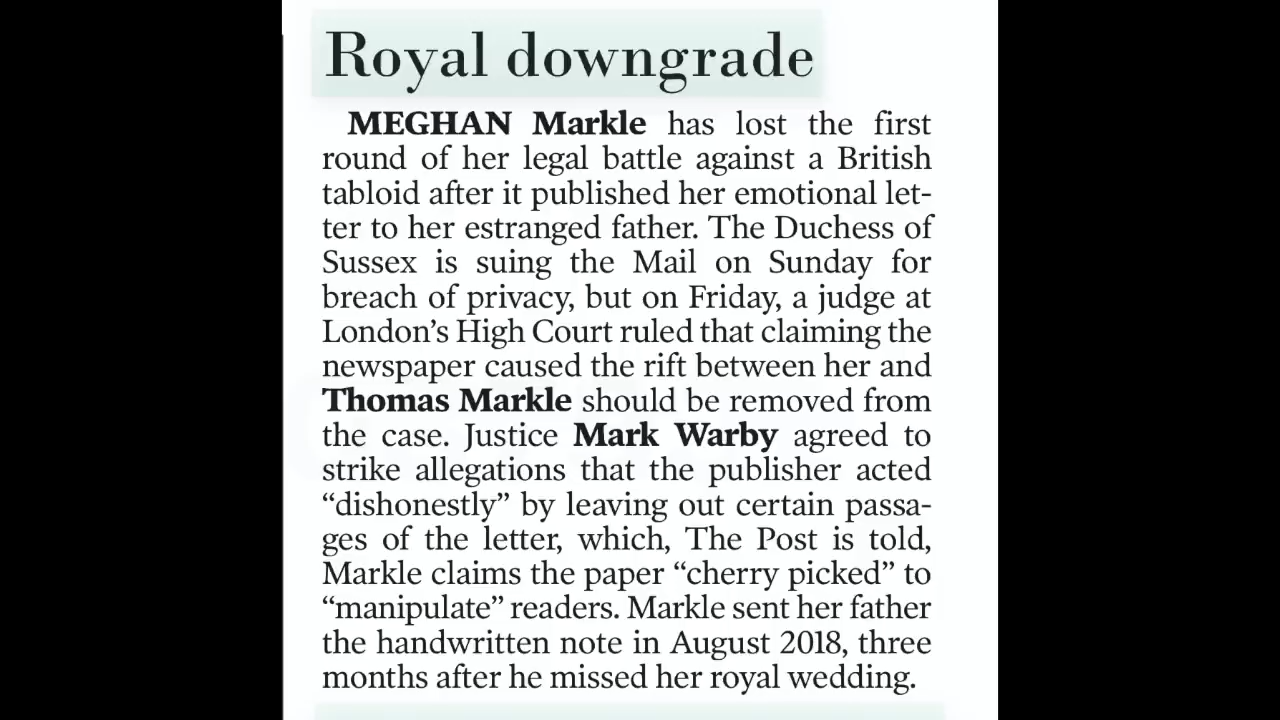 Royal downgrade
MEGHAN Markle has lost the first
round of her legal battle against a British
tabloid after it published her emotional let-
ter to her estranged father. The Duchess of
Sussex is suing the Mail on Sunday for
breach of privacy, but on Friday, a judge at
London’s High Court ruled that claiming the
newspaper caused the rift between her and
Thomas Markle should be removed from
the case. Justice Mark Warby agreed to
strike allegations that the publisher acted
“dishonestly” by leaving out certain passa-
ges of the letter, which, The Post is told,
Markle claims the paper “cherry picked” to
“manipulate” readers. Markle sent her father
the handwritten note in August 2018, three
months after he missed her royal wedding.